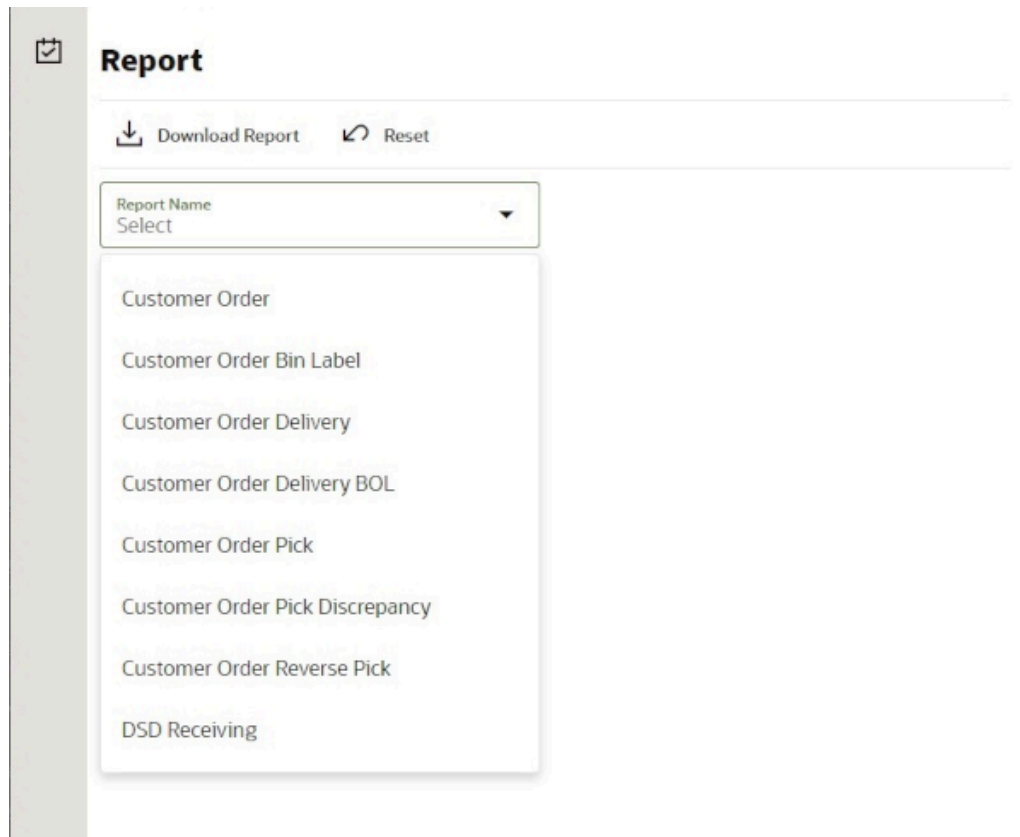 Report
Download Report Reset
Report Name
Select
Customer Order
Customer Order Bin Label
Customer Order Delivery
Customer Order Delivery BOL
Customer Order Pick
Customer Order Pick Discrepancy
Customer Order Reverse Pick
DSD Receiving